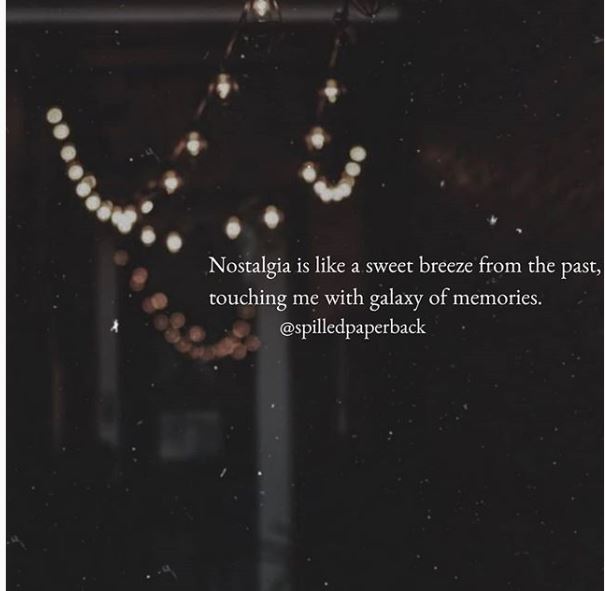 Nostalgia is like a sweet breeze from the past,
touching me with galaxy of memories.
@spilledpaperback